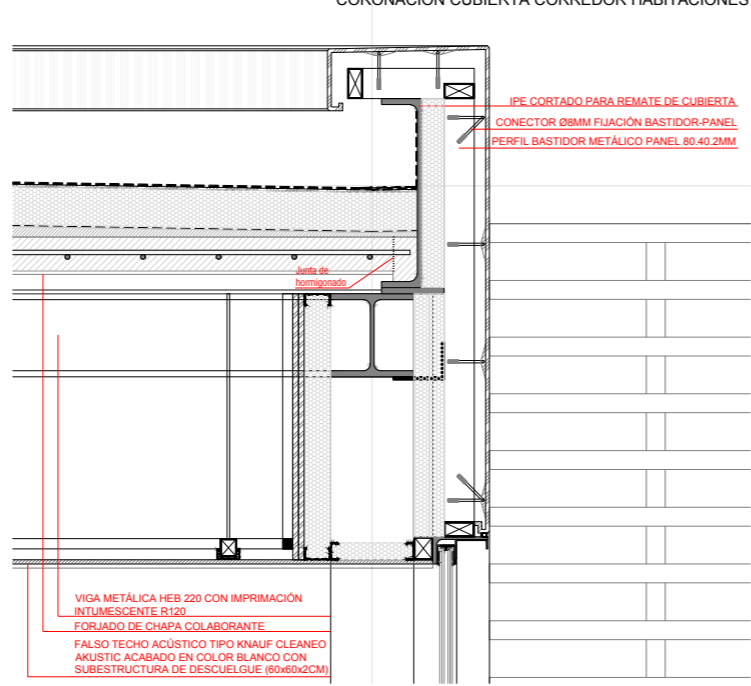 CORONACIÓN CUBIERTA CORREDOR HABITACIONES
IPE CORTADO PARA REMATE DE CUBIERTA
CONECTOR Ø8MM FIJACIÓN BASTIDOR-PANEL
PERFIL BASTIDOR METÁLICO PANEL 80.40.2MM
Junta de
hormigonado
VIGA METÁLICA HEB 220 CON IMPRIMACIÓN
INTUMESCENTE R120
FORJADO DE CHAPA COLABORANTE
FALSO TECHO ACÚSTICO TIPO KNAUF CLEANEO
AKUSTIC ACABADO EN COLOR BLANCO CON
SUBESTRUCTURA DE DESCUELGUE (60x60x2CM)